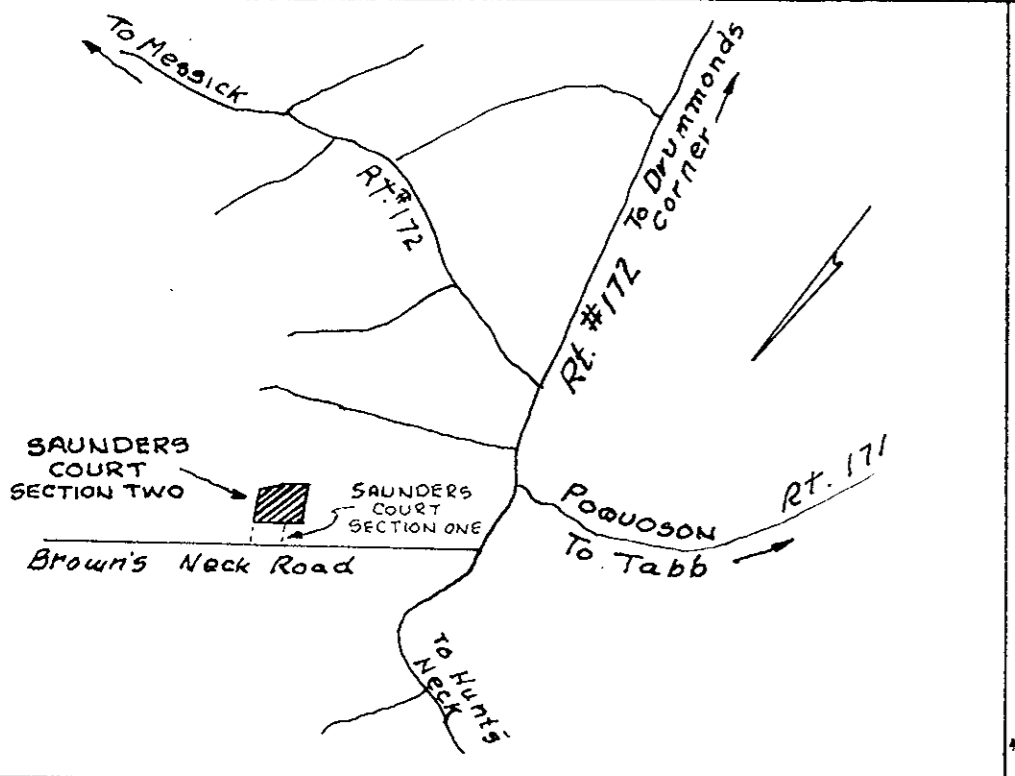 To Messick
Rt.#172
Rt. #172 To Drummonds
Corner
SAUNDERS
COURT
SECTION TWO
SAUNDERS
COURT
SECTION ONE
POQUOSON
Rt. 171
To Tabb
Brown's Neck Road
To Hunts
Neck